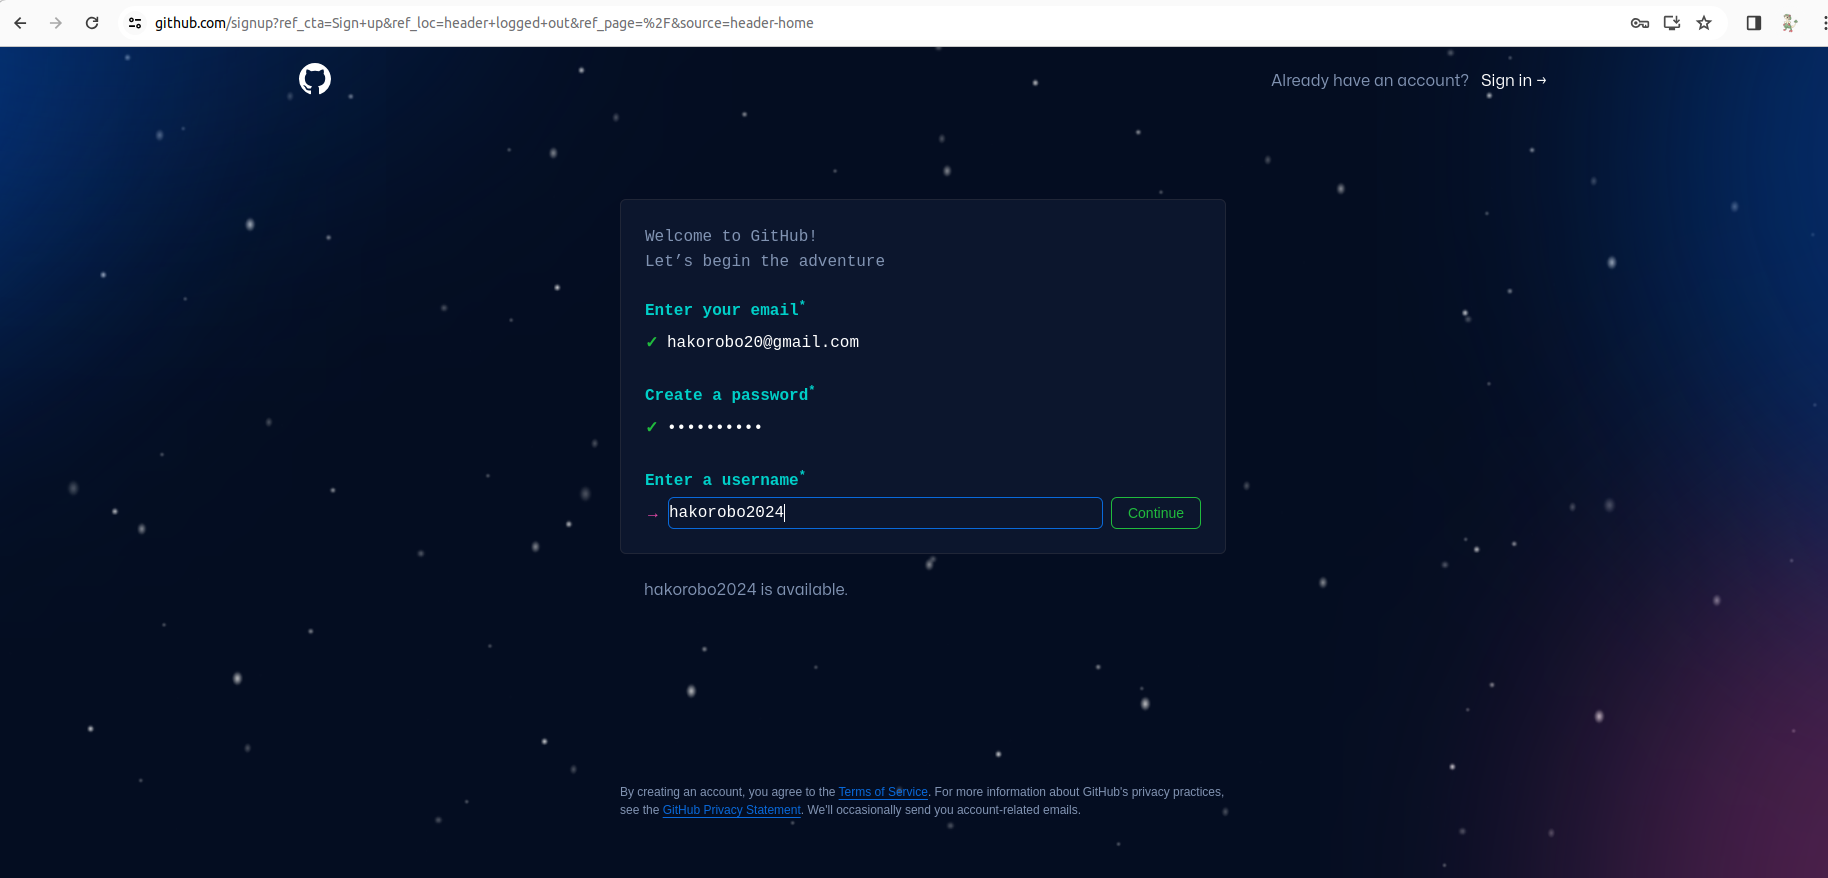 github.com/signup?ref_cta=Sign+up&ref_loc=header+logged+out&ref_page=%2F&source=header-home
Already have an account? Sign in →
Welcome to GitHub!
Let’s begin the adventure
Enter your email*
✓ hakorobo20@gmail.com
Create a password*
✓ ••••••••••
Enter a username*
→ hakorobo2024 Continue
hakorobo2024 is available.
By creating an account, you agree to the Terms of Service. For more information about GitHub's privacy practices,
see the GitHub Privacy Statement. We'll occasionally send you account-related emails.